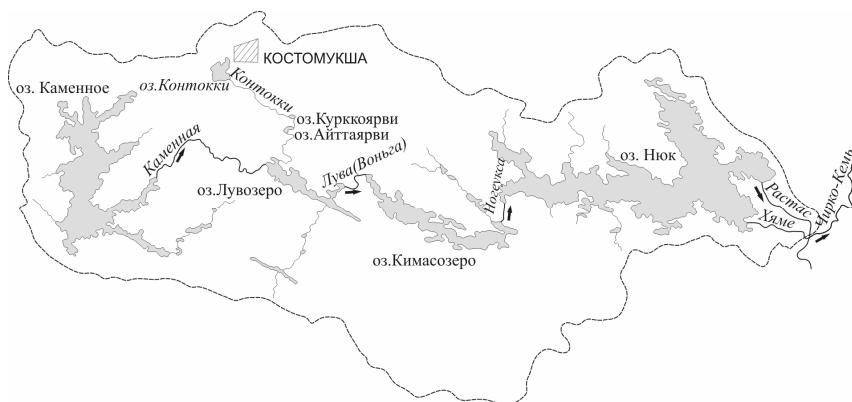 КОСТОМУКША
оз. Каменное
оз.Контокки
Контокки
оз.Курккоярви
оз.Айттаярви
Каменная
Лува(Воньга)
оз.Лувозеро
оз.Кимасозеро
Ногеукса
оз. Нюк
Растас
Хяме
Чирко-Кемь